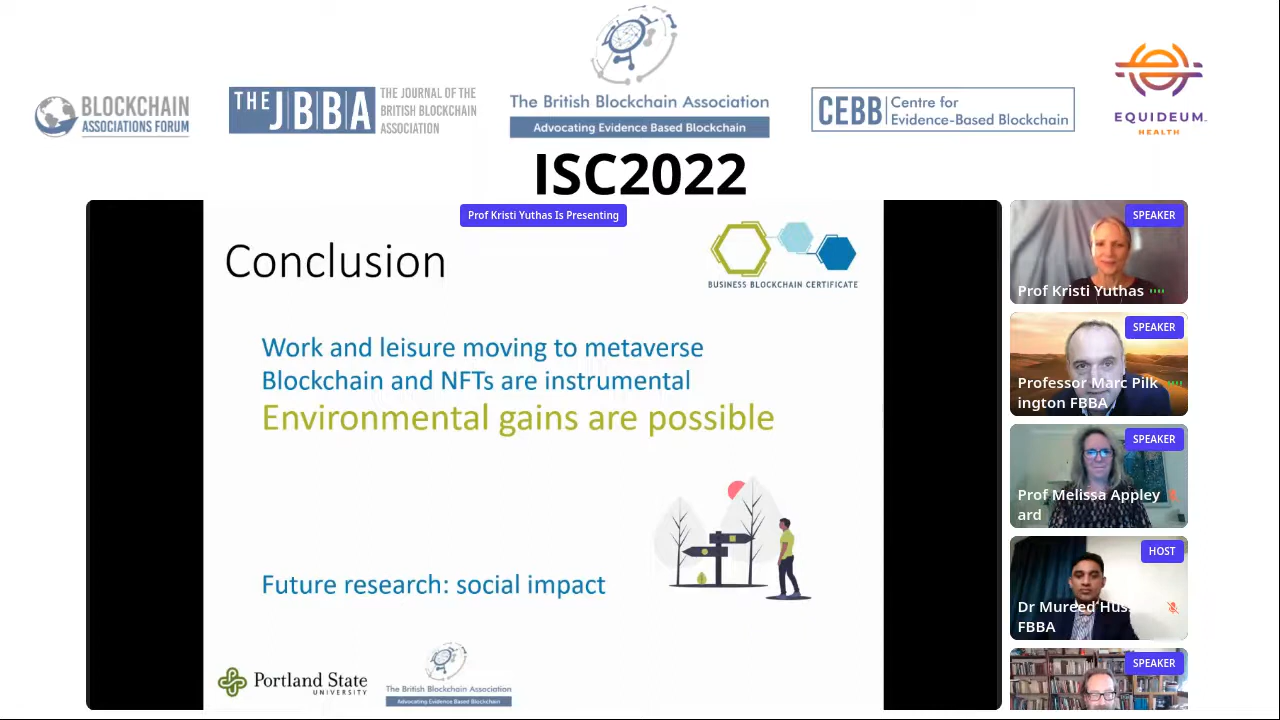 BLOCKCHAIN
ASSOCIATIONS FORUM
THE JBBA
THE JOURNAL OF THE
BRITISH BLOCKCHAIN
ASSOCIATION
The British Blockchain Association
Advocating Evidence Based Blockchain
CEBB
Centre for
Evidence-Based Blockchain
EQUIDEUM
HEALTH
ISC2022
Prof Kristi Yuthas Is Presenting
Conclusion
BUSINESS BLOCKCHAIN CERTIFICATE
Work and leisure moving to metaverse
Blockchain and NFTs are instrumental
Environmental gains are possible
Future research: social impact
Portland State
UNIVERSITY
The British Blockchain Association
Advocating Evidence Based Blockchain
SPEAKER
Prof Kristi Yuthas
SPEAKER
Professor Marc Pilk
ington FBBA
SPEAKER
Prof Melissa Appley
ard
HOST
Dr Mureed Hus
FBBA
SPEAKER